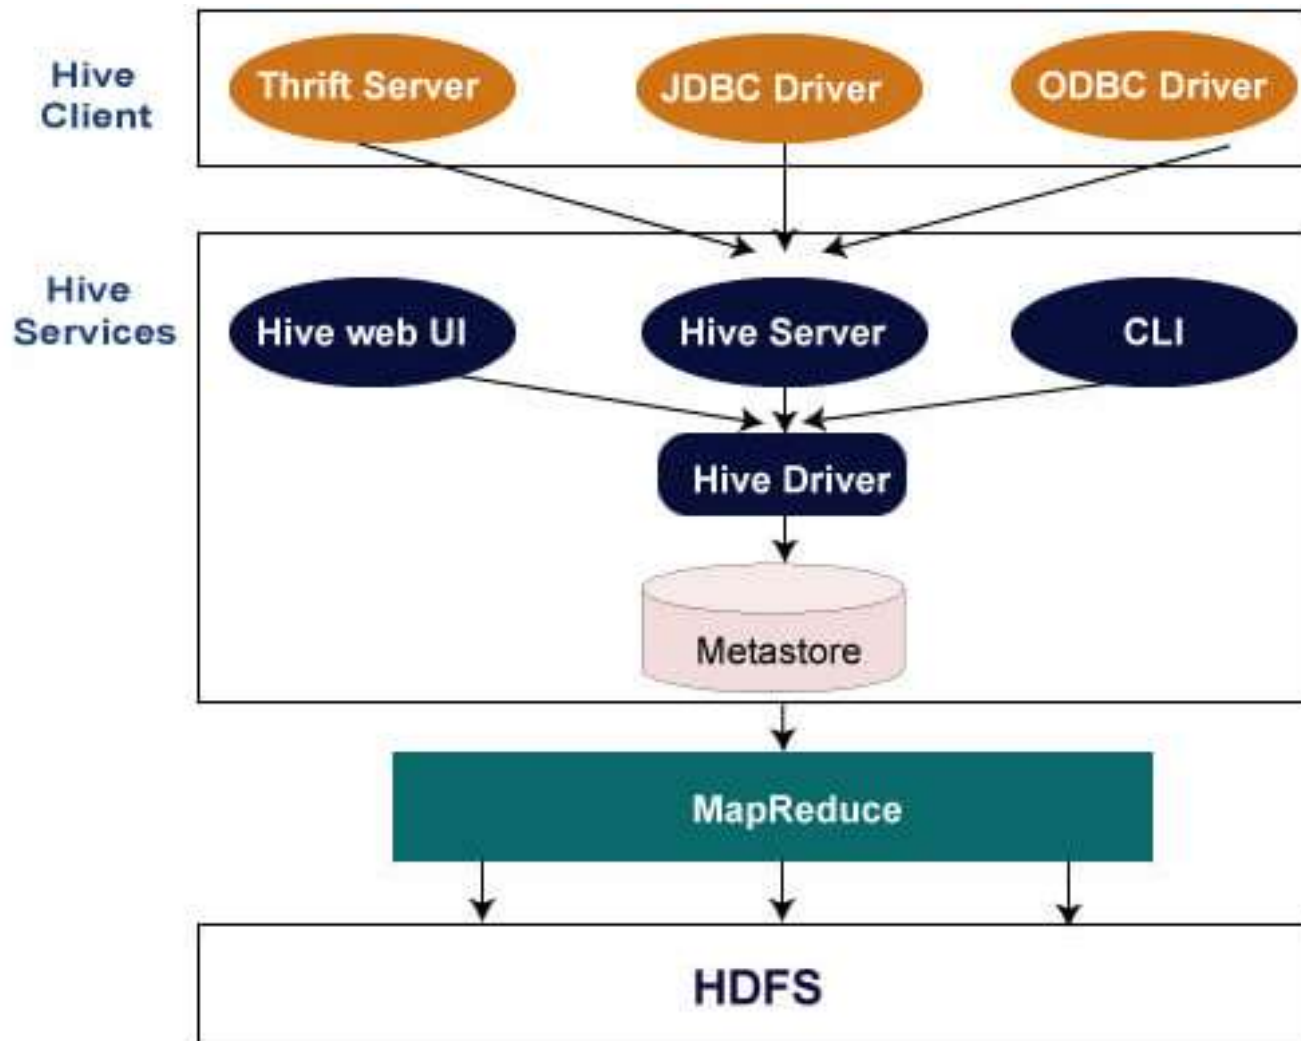 Hive
Client
Thrift Server
JDBC Driver
ODBC Driver
Hive
Services
Hive web UI
Hive Server
CLI
Hive Driver
Metastore
MapReduce
HDFS